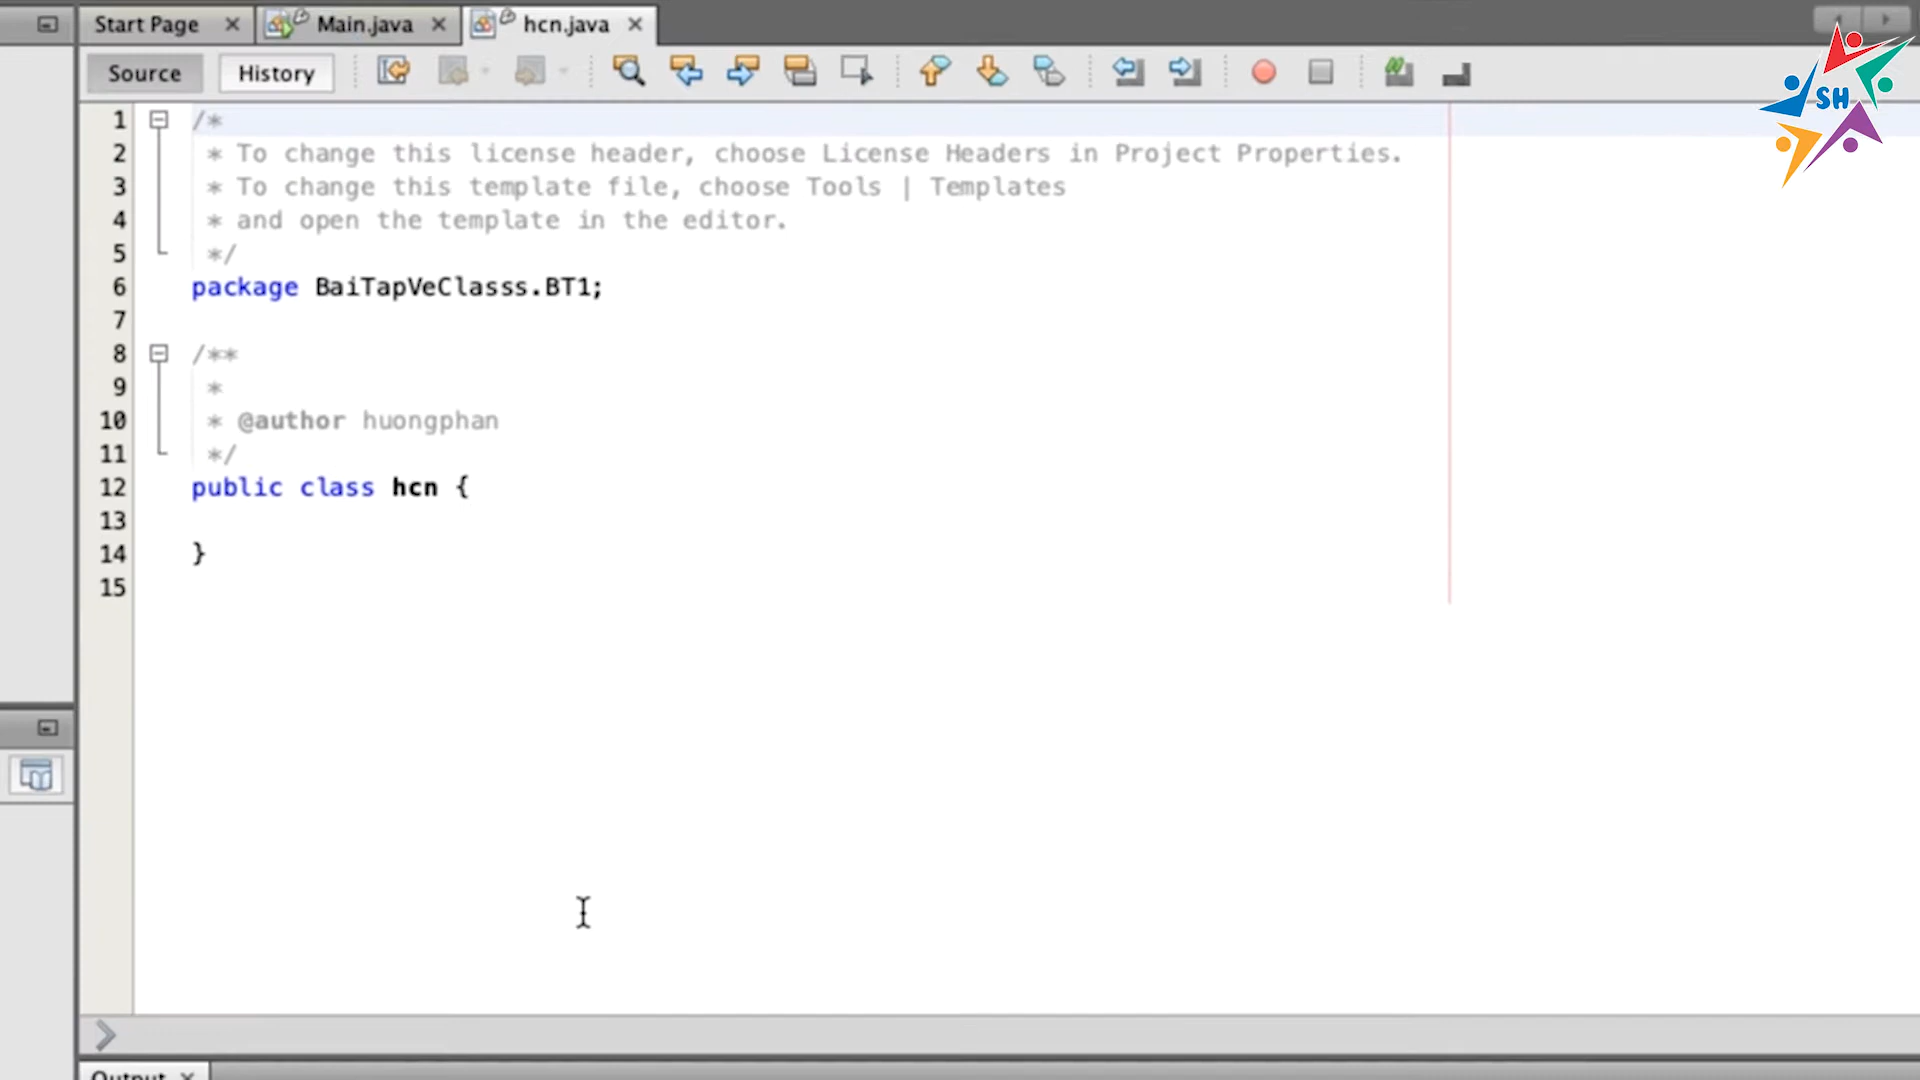 Start Page
Main.java
hcn.java
Source
History
SH
1 /*
2 * To change this license header, choose License Headers in Project Properties.
3 * To change this template file, choose Tools | Templates
4 * and open the template in the editor.
5 */
6 package BaiTapVeClasss.BT1;
7
8 /**
9 *
10 * @author huongphan
11 */
12 public class hcn {
13
14 }
15
Output